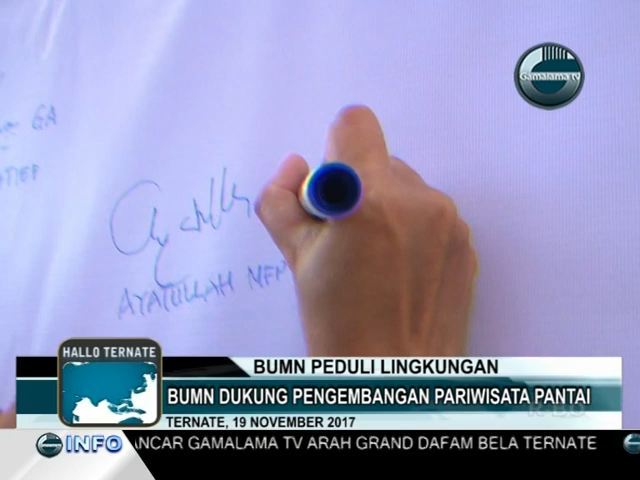 Gamalama tv
GA
AYATULLAH
HALLO TERNATE
BUMN PEDULI LINGKUNGAN
BUMN DUKUNG PENGEMBANGAN PARIWISATA PANTAI
TERNATE, 19 NOVEMBER 2017
INFO
ANCAR GAMALAMA TV ARAH GRAND DAFAM BELA TERNATE